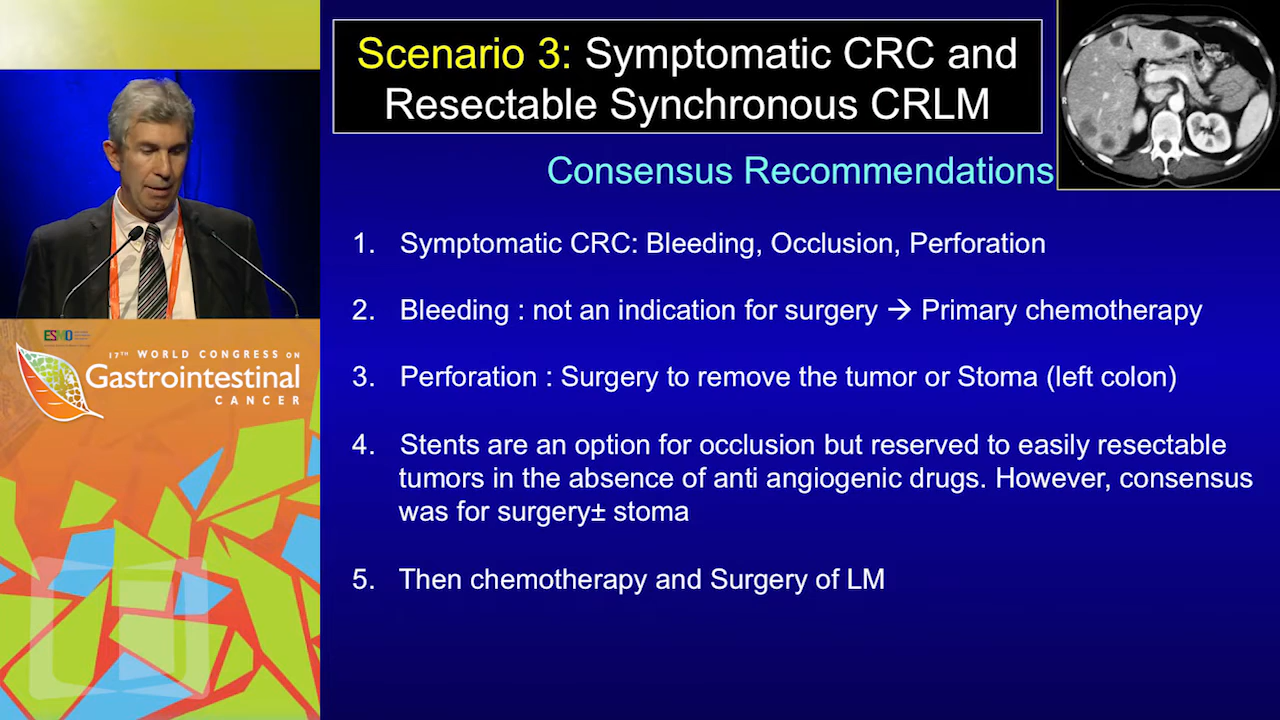 Scenario 3: Symptomatic CRC and
Resectable Synchronous CRLM
Consensus Recommendations
R
1. Symptomatic CRC: Bleeding, Occlusion, Perforation
2. Bleeding : not an indication for surgery → Primary chemotherapy
3. Perforation : Surgery to remove the tumor or Stoma (left colon)
4. Stents are an option for occlusion but reserved to easily resectable
tumors in the absence of anti angiogenic drugs. However, consensus
was for surgery± stoma
5. Then chemotherapy and Surgery of LM
ESMO
17TH WORLD CONGRESS ON
Gastrointestinal
CANCER